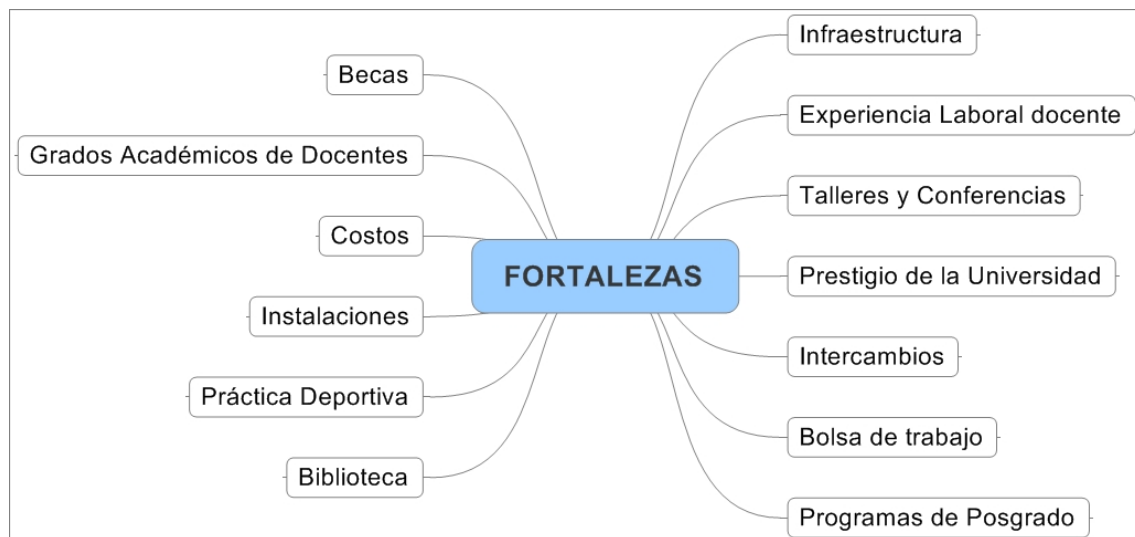 Becas
Grados Académicos de Docentes
Costos
Instalaciones
Práctica Deportiva
Biblioteca
FORTALEZAS
Infraestructura
Experiencia Laboral docente
Talleres y Conferencias
Prestigio de la Universidad
Intercambios
Bolsa de trabajo
Programas de Posgrado